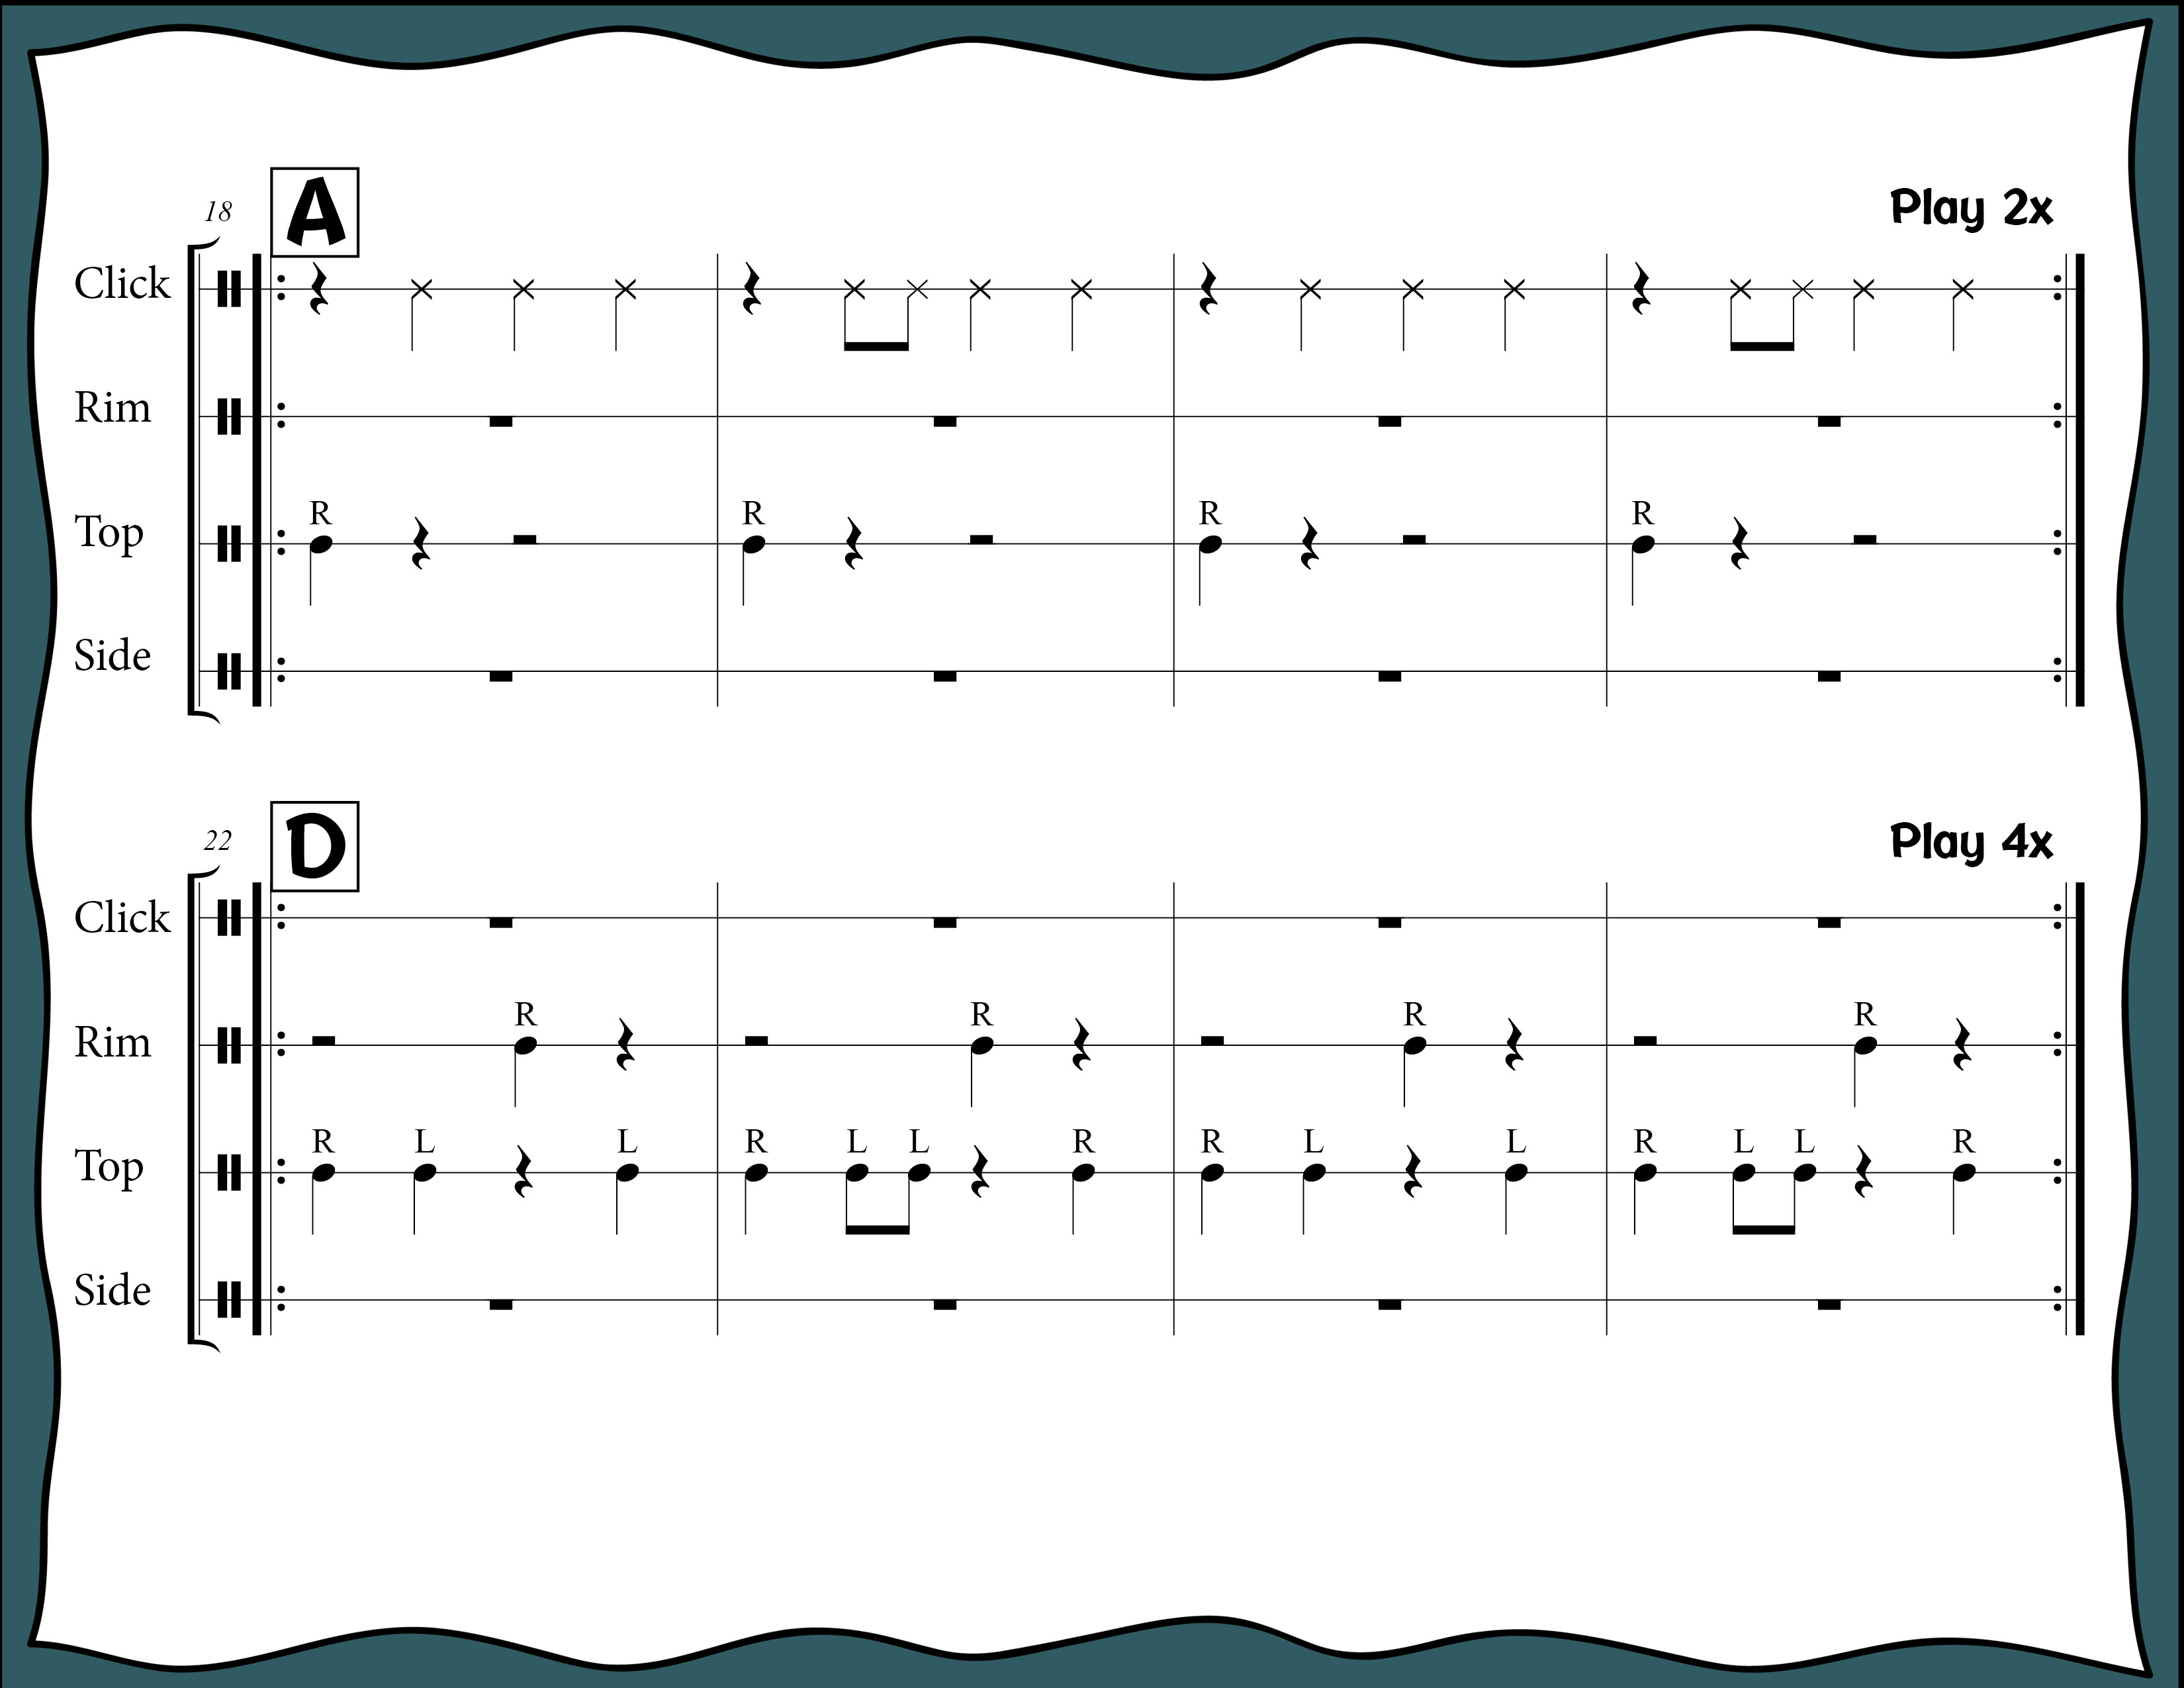 18 A Play 2x
Click
Rim
R R R R
Top
Side
22 D Play 4x
Click
R R R R
Rim
R L L R L L R R L L R L L R
Top
Side